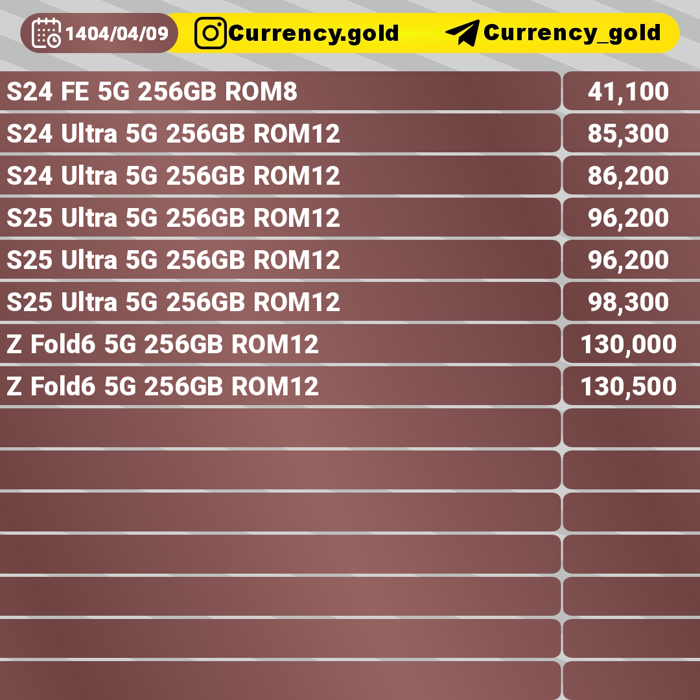 1404/04/09 Currency.gold Currency_gold
S24 FE 5G 256GB ROM8 41,100
S24 Ultra 5G 256GB ROM12 85,300
S24 Ultra 5G 256GB ROM12 86,200
S25 Ultra 5G 256GB ROM12 96,200
S25 Ultra 5G 256GB ROM12 96,200
S25 Ultra 5G 256GB ROM12 98,300
Z Fold6 5G 256GB ROM12 130,000
Z Fold6 5G 256GB ROM12 130,500